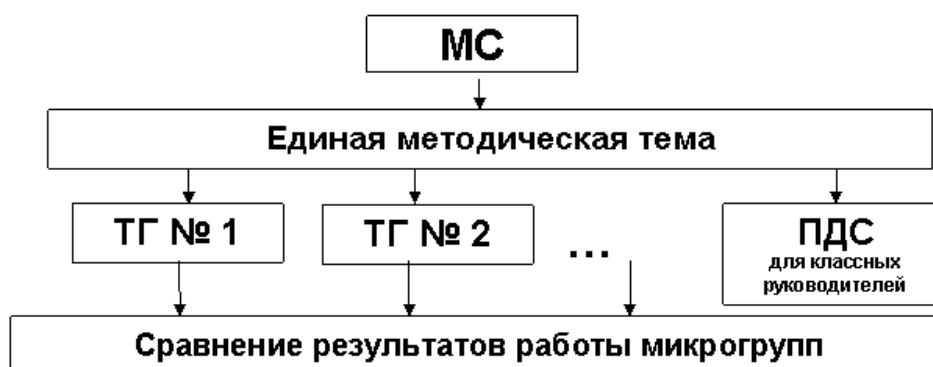 МС
Единая методическая тема
ТГ № 1
ТГ № 2
...
ПДС
для классных
руководителей
Сравнение результатов работы микрогрупп